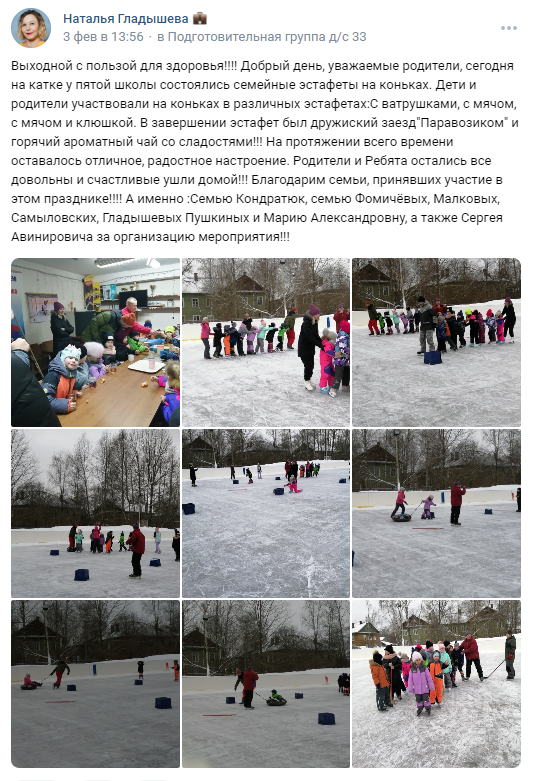 Наталья Гладышева
3 фев в 13:56 · в Подготовительная группа д/с 33
Выходной с пользой для здоровья!!!! Добрый день, уважаемые родители, сегодня
на катке у пятой школы состоялись семейные эстафеты на коньках. Дети и
родители участвовали на коньках в различных эстафетах:С ватрушками, с мячом,
с мячом и клюшкой. В завершении эстафет был дружиский заезд"Паравозиком" и
горячий ароматный чай со сладостями!!! На протяжении всего времени
оставалось отличное, радостное настроение. Родители и Ребята остались все
довольны и счастливые ушли домой!!! Благодарим семьи, принявших участие в
этом празднике!!!! А именно :Семью Кондратюк, семью Фомичёвых, Малковых,
Самыловских, Гладышевых Пушкиных и Марию Александровну, а также Сергея
Авинировича за организацию мероприятия!!!